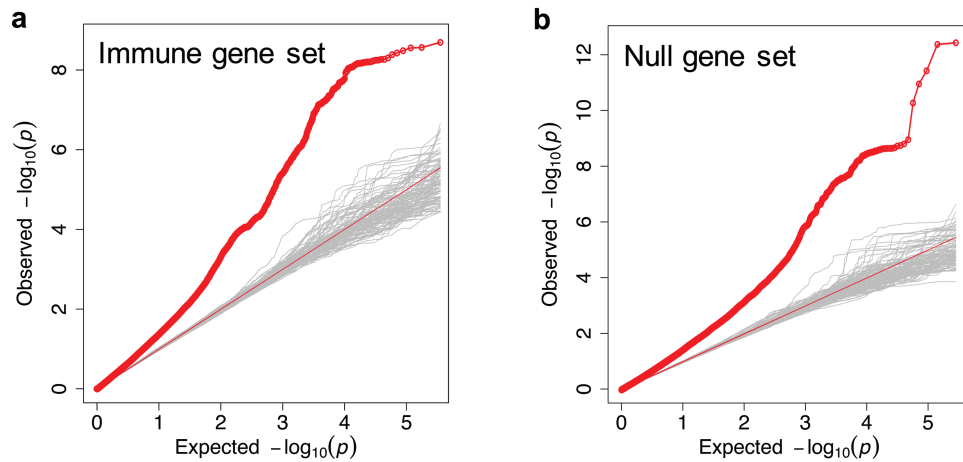 a
Immune gene set
Observed −log₁₀(p)
8
6
4
2
0
0 1 2 3 4 5
Expected −log₁₀(p)
b
Null gene set
Observed −log₁₀(p)
12
10
8
6
4
2
0
0 1 2 3 4 5
Expected −log₁₀(p)